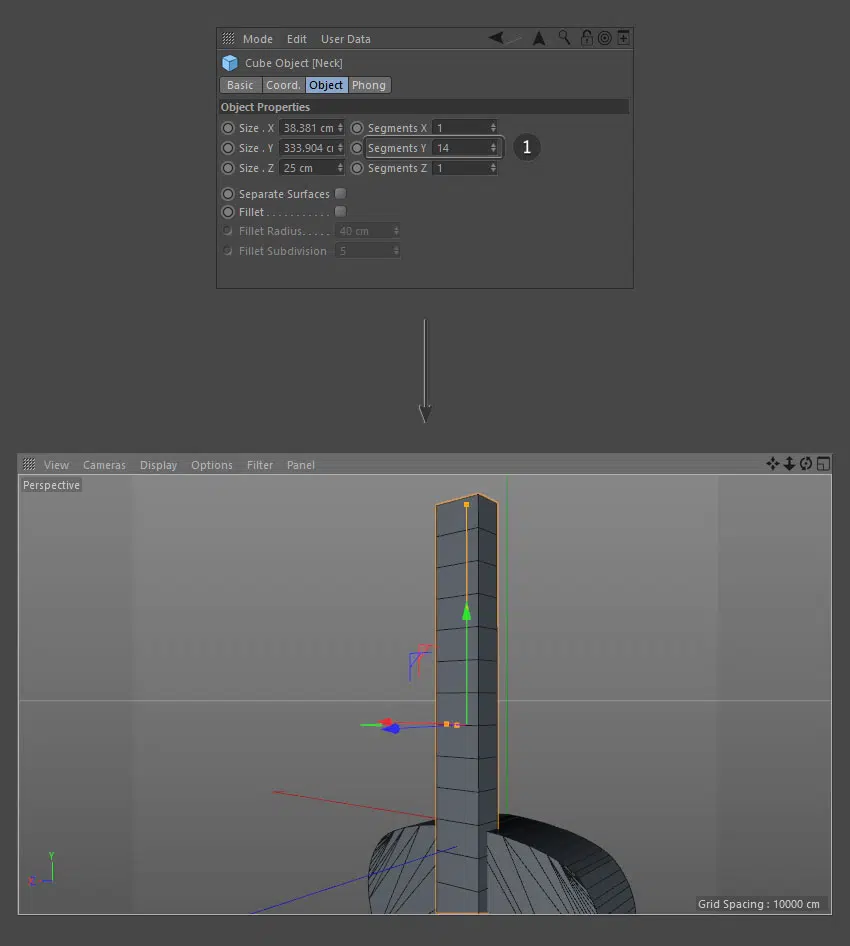 Mode Edit User Data
Cube Object [Neck]
Basic Coord. Object Phong
Object Properties
Size . X 38.381 cm Segments X 1
Size . Y 333.904 cr Segments Y 14 1
Size . Z 25 cm Segments Z 1
Separate Surfaces
Fillet . . . . . . . . . . .
Fillet Radius. . . . . 40 cm
Fillet Subdivision 5
View Cameras Display Options Filter Panel
Perspective
Y
Grid Spacing : 10000 cm